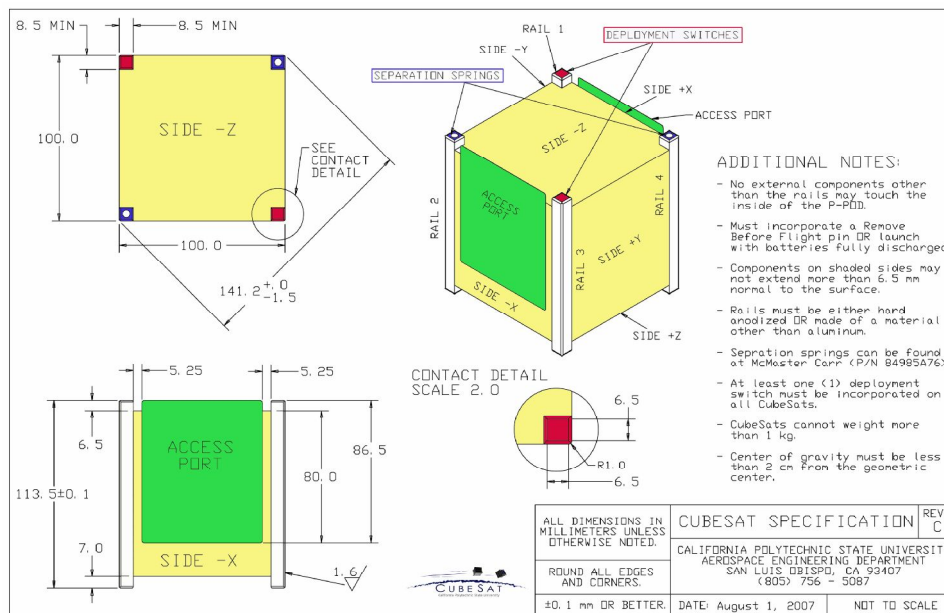 8.5 MIN
8.5 MIN
100.0
SIDE -Z
SEE
CONTACT
DETAIL
100.0
141.2 +.0
-1.5
RAIL 1
DEPLOYMENT SWITCHES
SIDE -Y
SEPARATION SPRINGS
SIDE +X
ACCESS PORT
SIDE -Z
RAIL 2
ACCESS
PORT
RAIL 4
RAIL 3
SIDE +Y
SIDE -X
SIDE +Z
ADDITIONAL NOTES:
- No external components other
than the rails may touch the
inside of the P-POD.
- Must incorporate a Remove
Before Flight pin OR launch
with batteries fully discharged
- Components on shaded sides may
not extend more than 6.5 mm
normal to the surface.
- Rails must be either hard
anodized OR made of a material
other than aluminum.
- Sepration springs can be found
at McMaster Carr (P/N 84985A76)
- At least one (1) deployment
switch must be incorporated on
all CubeSats.
- CubeSats cannot weight more
than 1 kg.
- Center of gravity must be less
than 2 cm from the geometric
center.
5.25
5.25
6.5
ACCESS
PORT
80.0
86.5
113.5±0.1
7.0
SIDE -X
1.6
CONTACT DETAIL
SCALE 2.0
6.5
R1.0
6.5
CUBESAT
ALL DIMENSIONS IN
MILLIMETERS UNLESS
OTHERWISE NOTED.
ROUND ALL EDGES
AND CORNERS.
±0.1 mm OR BETTER.
CUBESAT SPECIFICATION
REV
C
CALIFORNIA POLYTECHNIC STATE UNIVERSIT
AEROSPACE ENGINEERING DEPARTMENT
SAN LUIS OBISPO, CA 93407
(805) 756 - 5087
DATE: August 1, 2007
NOT TO SCALE